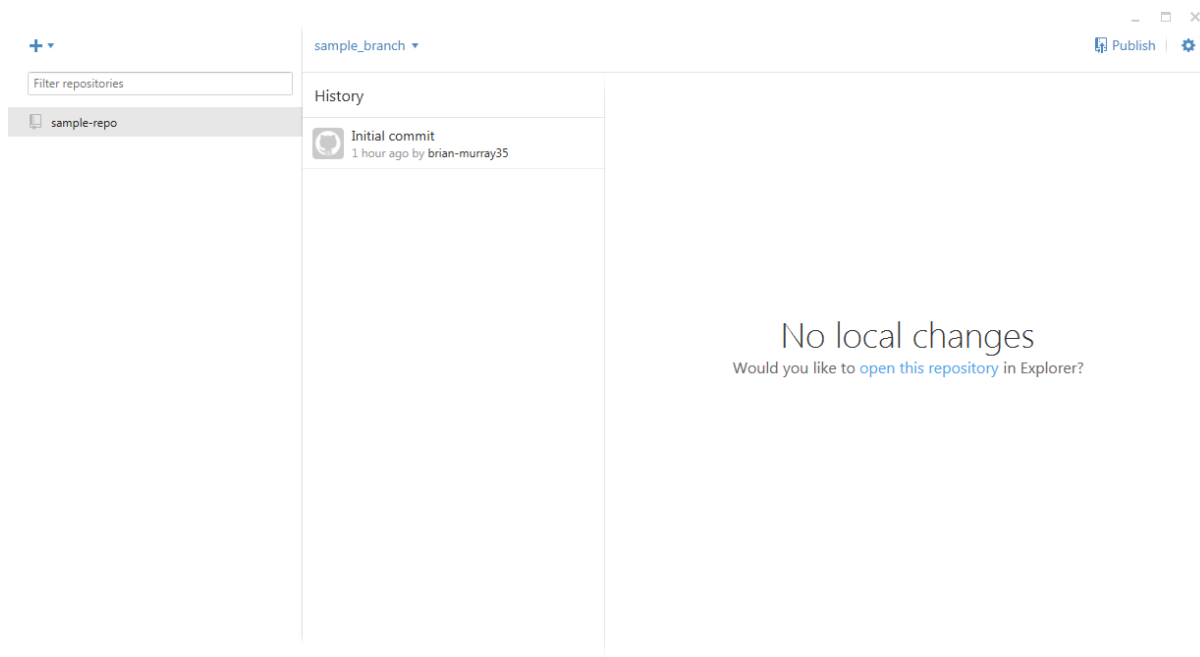 sample_branch
Publish
Filter repositories
History
sample-repo
Initial commit
1 hour ago by brian-murray35
No local changes
Would you like to open this repository in Explorer?